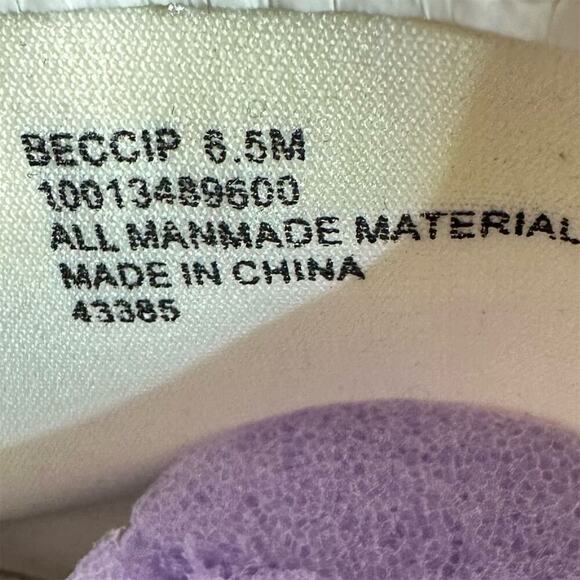 BECCIP 6.5M
10013489600
ALL MANMADE MATERIAL
MADE IN CHINA
43385